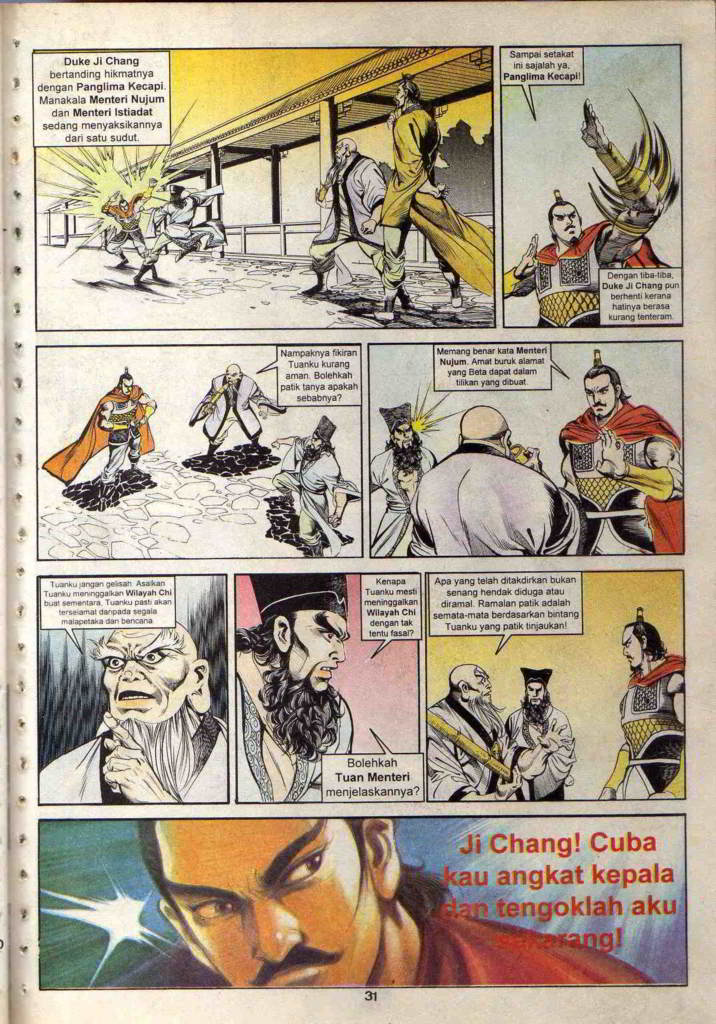 Duke Ji Chang
bertanding hikmatnya
dengan Panglima Kecapi.
Manakala Menteri Nujum
dan Menteri Istiadat
sedang menyaksikannya
dari satu sudut.
Sampai setakat
ini sajalah ya,
Panglima Kecapi!
Dengan tiba-tiba,
Duke Ji Chang pun
berhenti kerana
hatinya berasa
kurang tenteram.
Nampaknya fikiran
Tuanku kurang
aman. Bolehkah
patik tanya apakah
sebabnya?
Memang benar kata Menteri
Nujum. Amat buruk alamat
yang Beta dapat dalam
tilikan yang dibuat.
Tuanku jangan gelisah. Asalkan
Tuanku meninggalkan Wilayah Chi
buat sementara, Tuanku pasti akan
terselamat daripada segala
malapetaka dan bencana.
Kenapa
Tuanku mesti
meninggalkan
Wilayah Chi
dengan tak
tentu fasal?
Bolehkah
Tuan Menteri
menjelaskannya?
Apa yang telah ditakdirkan bukan
senang hendak diduga atau
diramal. Ramalan patik adalah
semata-mata berdasarkan bintang
Tuanku yang patik tinjaukan!
Ji Chang! Cuba
kau angkat kepala
dan tengoklah aku
sekarang!
31